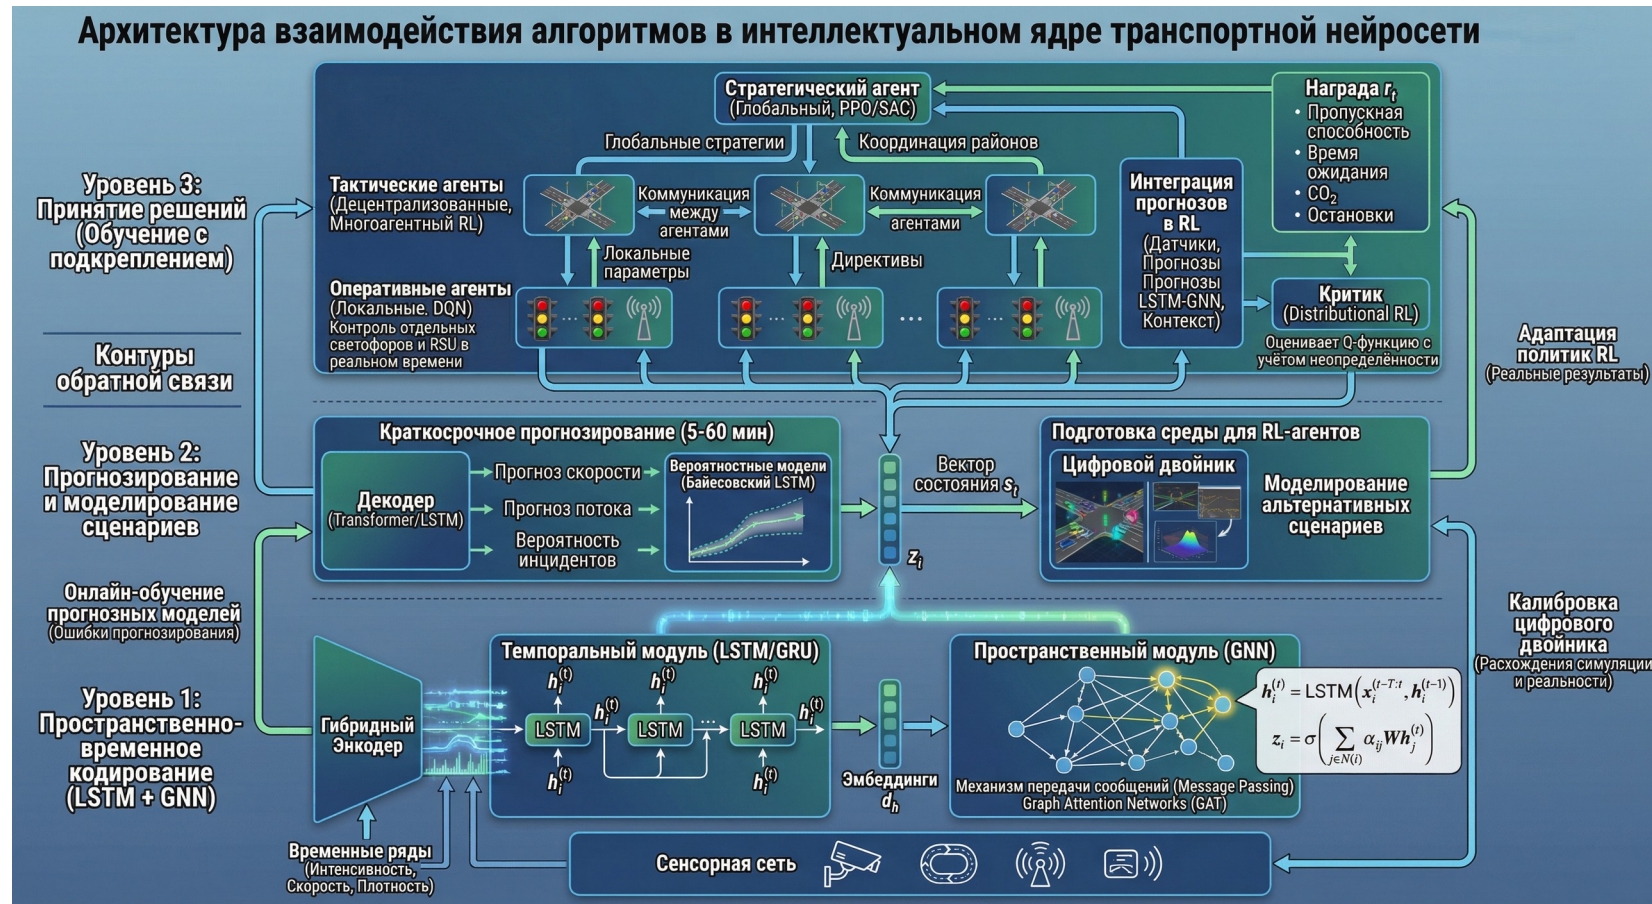 Архитектура взаимодействия алгоритмов в интеллектуальном ядре транспортной нейросети
Уровень 3:
Принятие решений
(Обучение с
подкреплением)
Контуры
обратной связи
Уровень 2:
Прогнозирование
и моделирование
сценариев
Онлайн-обучение
прогнозных моделей
(Ошибки прогнозирования)
Уровень 1:
Пространственно-
временное
кодирование
(LSTM + GNN)
Стратегический агент
(Глобальный, PPO/SAC)
Глобальные стратегии
Координация районов
Тактические агенты
(Децентрализованные,
Многоагентный RL)
Коммуникация
между
агентами
Коммуникация
агентами
Локальные
параметры
Директивы
Оперативные агенты
(Локальные. DQN)
Контроль отдельных
светофоров и RSU в
реальном времени
...
...
...
...
Интеграция
прогнозов
в RL
(Датчики,
Прогнозы
Прогнозы
LSTM-GNN,
Контекст)
Награда r_t
• Пропускная
способность
• Время
ожидания
• CO₂
• Остановки
Критик
(Distributional RL)
Оценивает Q-функцию с
учётом неопределённости
Адаптация
политик RL
(Реальные результаты)
Краткосрочное прогнозирование (5-60 мин)
Декодер
(Transformer/LSTM)
Прогноз скорости
Прогноз потока
Вероятность
инцидентов
Вероятностные модели
(Байесовский LSTM)
z_i
Вектор
состояния s_t
Подготовка среды для RL-агентов
Цифровой двойник
Моделирование
альтернативных
сценариев
Калибровка
цифрового
двойника
(Расхождения симуляции
и реальности)
Гибридный
Энкодер
Временные ряды
(Интенсивность,
Скорость, Плотность)
Темпоральный модуль (LSTM/GRU)
h_i^(t) h_i^(t) h_i^(t)
LSTM h_i^(t) LSTM ... LSTM h_i^(t)
h_i^(t) h_i^(t) h_i^(t)
Эмбеддинги
d_h
Пространственный модуль (GNN)
h_i^(t) = LSTM(x_i^(t-T:t), h_i^(t-1))
z_i = σ(∑_{j∈N(i)} α_ij W h_j^(t))
Механизм передачи сообщений (Message Passing)
Graph Attention Networks (GAT)
Сенсорная сеть